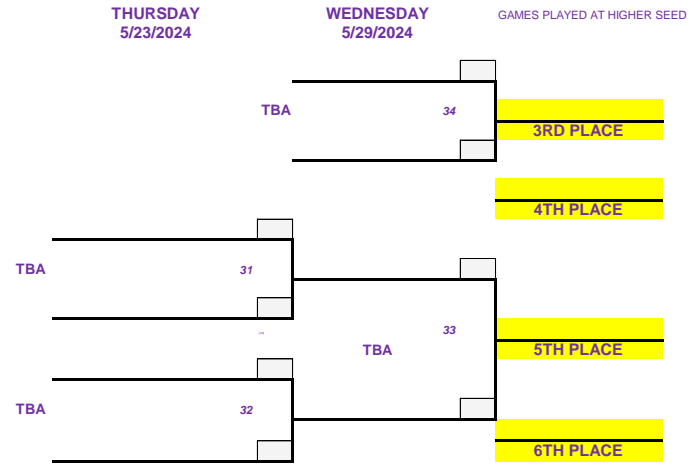 THURSDAY
5/23/2024
WEDNESDAY
5/29/2024
GAMES PLAYED AT HIGHER SEED
TBA
34
3RD PLACE
4TH PLACE
TBA
31
33
TBA
5TH PLACE
TBA
32
6TH PLACE